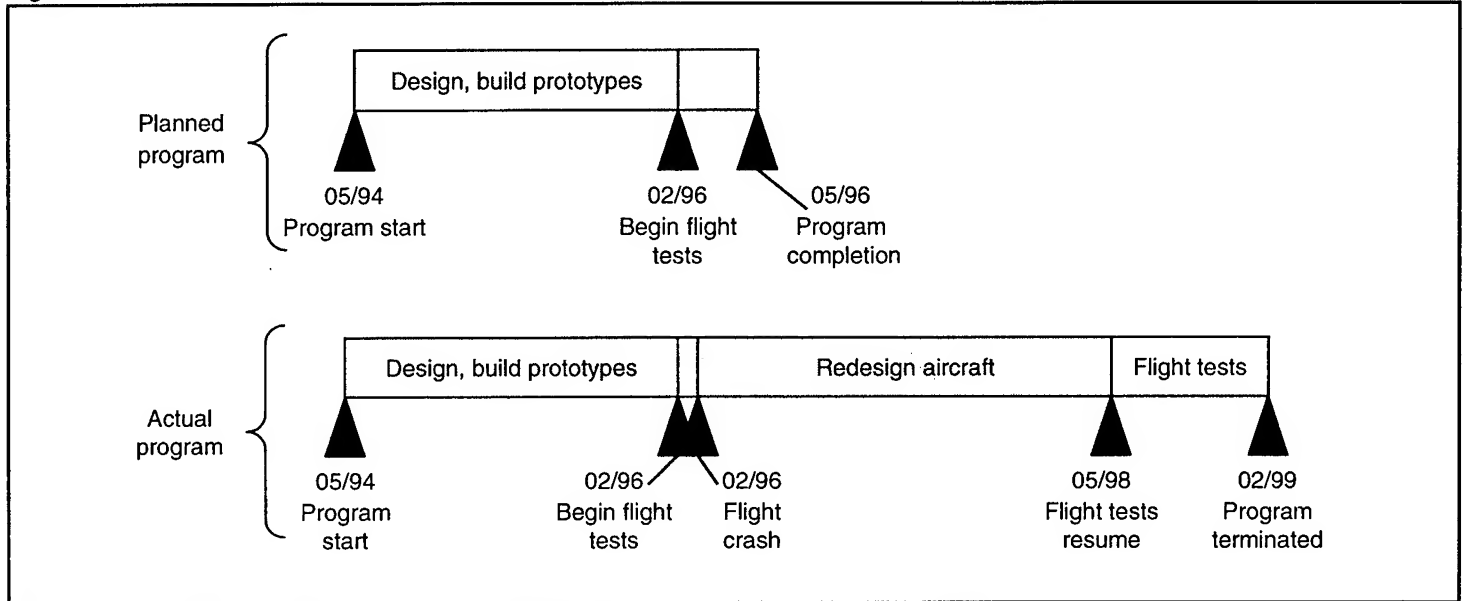 Design, build prototypes
Planned
program
05/94
Program start
02/96
Begin flight
tests
05/96
Program
completion
Design, build prototypes
Redesign aircraft
Flight tests
Actual
program
05/94
Program
start
02/96
Begin flight
tests
02/96
Flight
crash
05/98
Flight tests
resume
02/99
Program
terminated